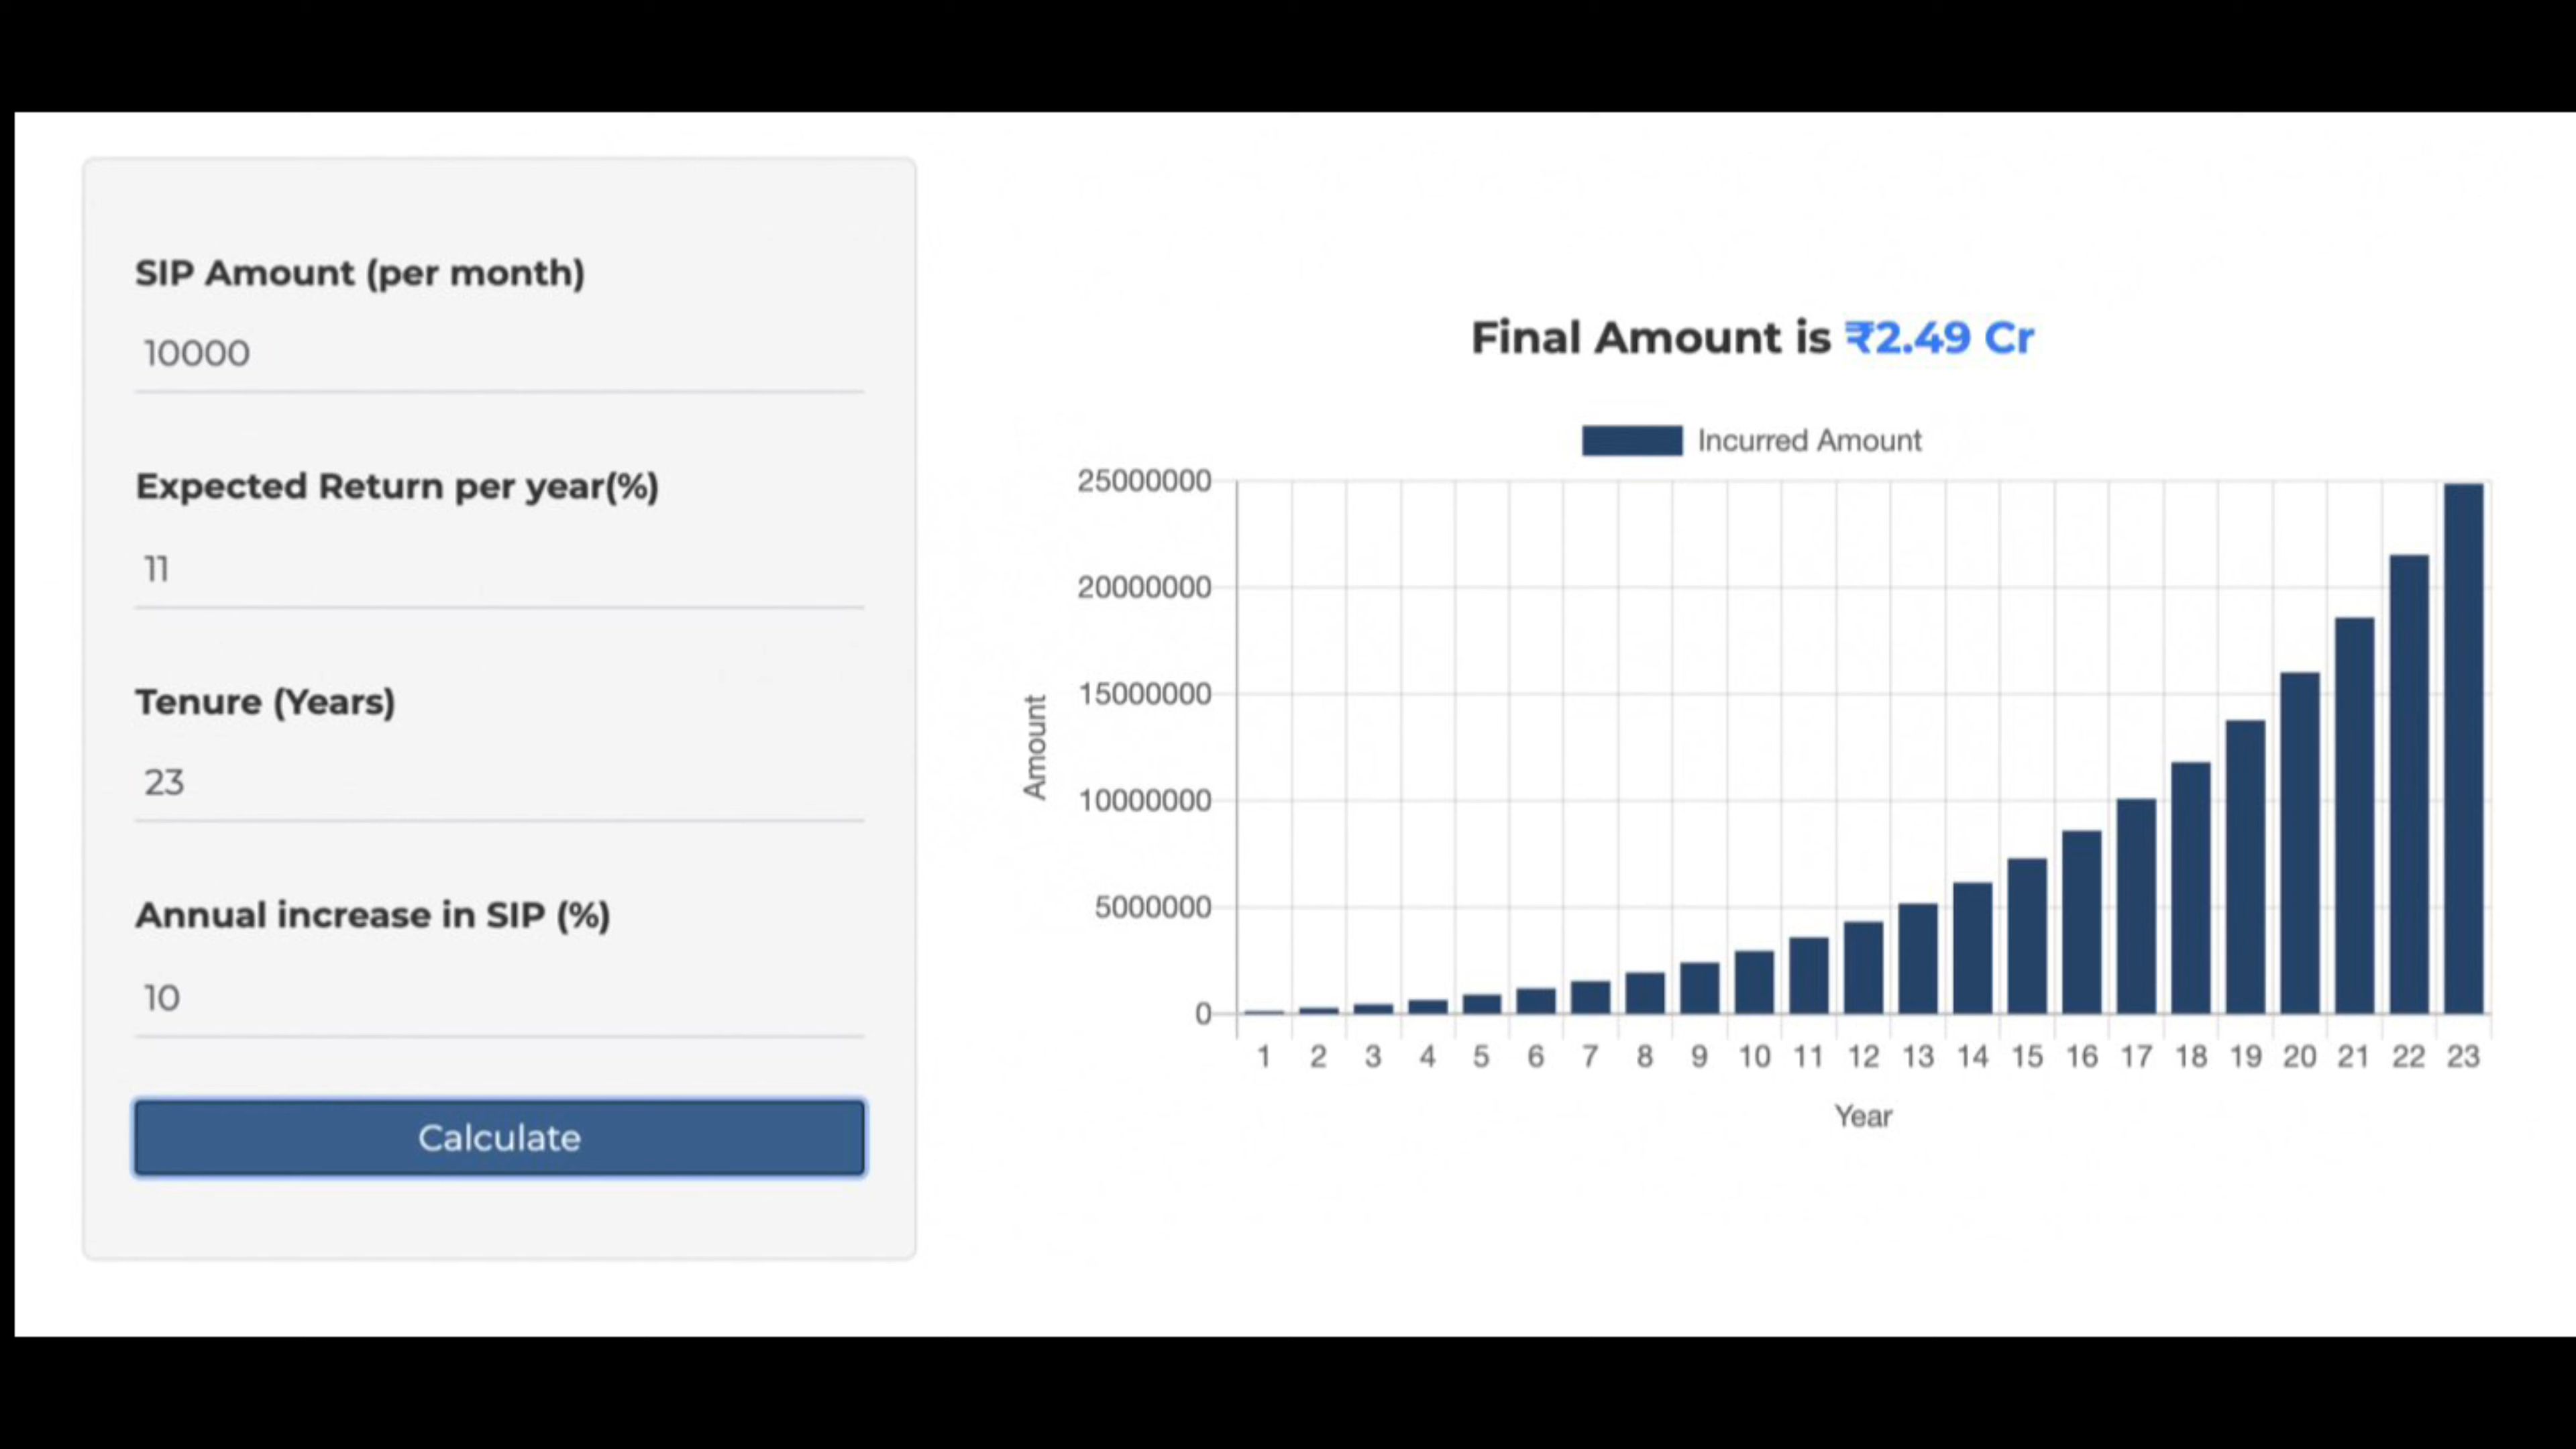 SIP Amount (per month)
10000
Expected Return per year(%)
11
Tenure (Years)
23
Annual increase in SIP (%)
10
Calculate
Final Amount is ₹2.49 Cr
Incurred Amount
25000000
20000000
15000000
10000000
5000000
0
Amount
1 2 3 4 5 6 7 8 9 10 11 12 13 14 15 16 17 18 19 20 21 22 23
Year